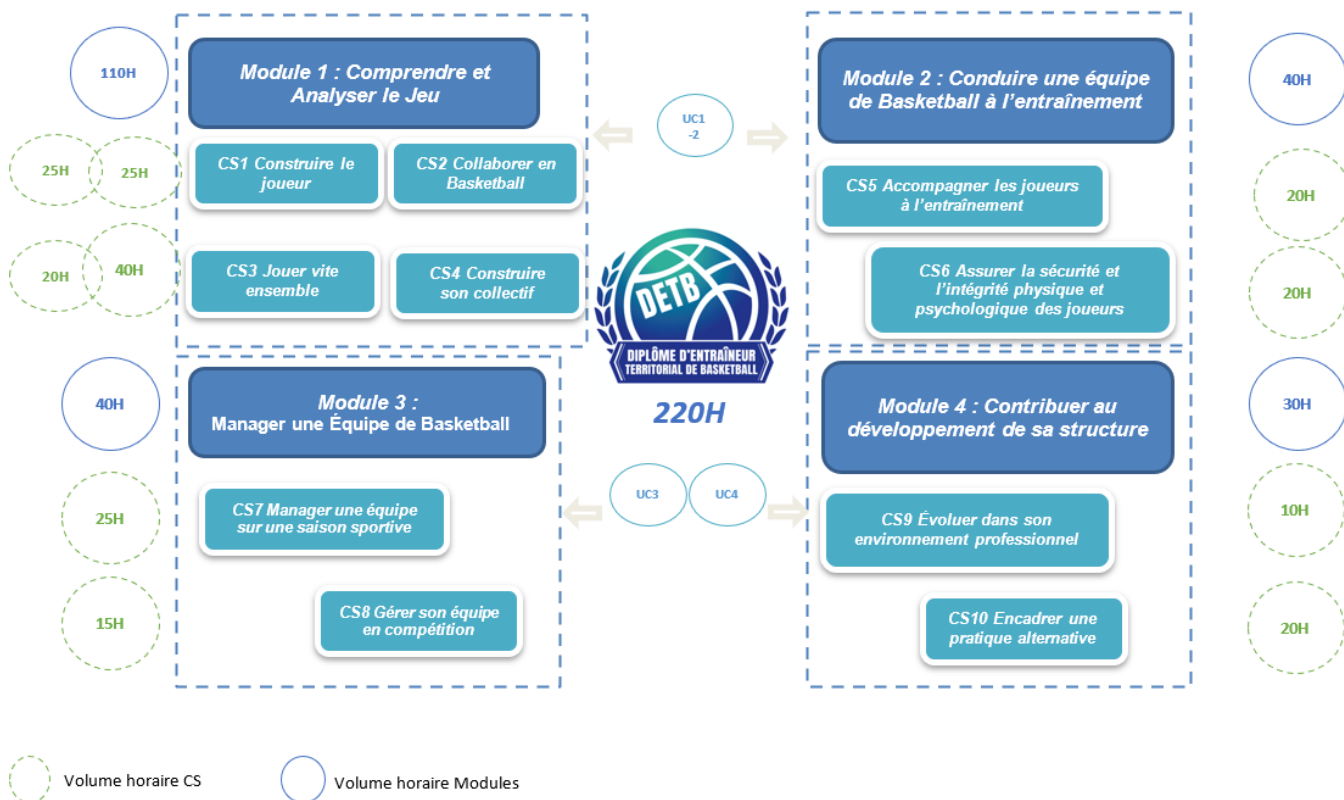 110H
Module 1 : Comprendre et
Analyser le Jeu
25H
25H
CS1 Construire le
joueur
CS2 Collaborer en
Basketball
20H
40H
CS3 Jouer vite
ensemble
CS4 Construire
son collectif
UC1
-2
Module 2 : Conduire une équipe
de Basketball à l’entraînement
40H
CS5 Accompagner les joueurs
à l’entraînement
20H
CS6 Assurer la sécurité et
l’intégrité physique et
psychologique des joueurs
20H
DETB
DIPLÔME D'ENTRAÎNEUR
TERRITORIAL DE BASKETBALL
220H
40H
Module 3 :
Manager une Équipe de Basketball
25H
CS7 Manager une équipe
sur une saison sportive
15H
CS8 Gérer son équipe
en compétition
UC3
UC4
Module 4 : Contribuer au
développement de sa structure
30H
CS9 Évoluer dans son
environnement professionnel
10H
CS10 Encadrer une
pratique alternative
20H
Volume horaire CS
Volume horaire Modules